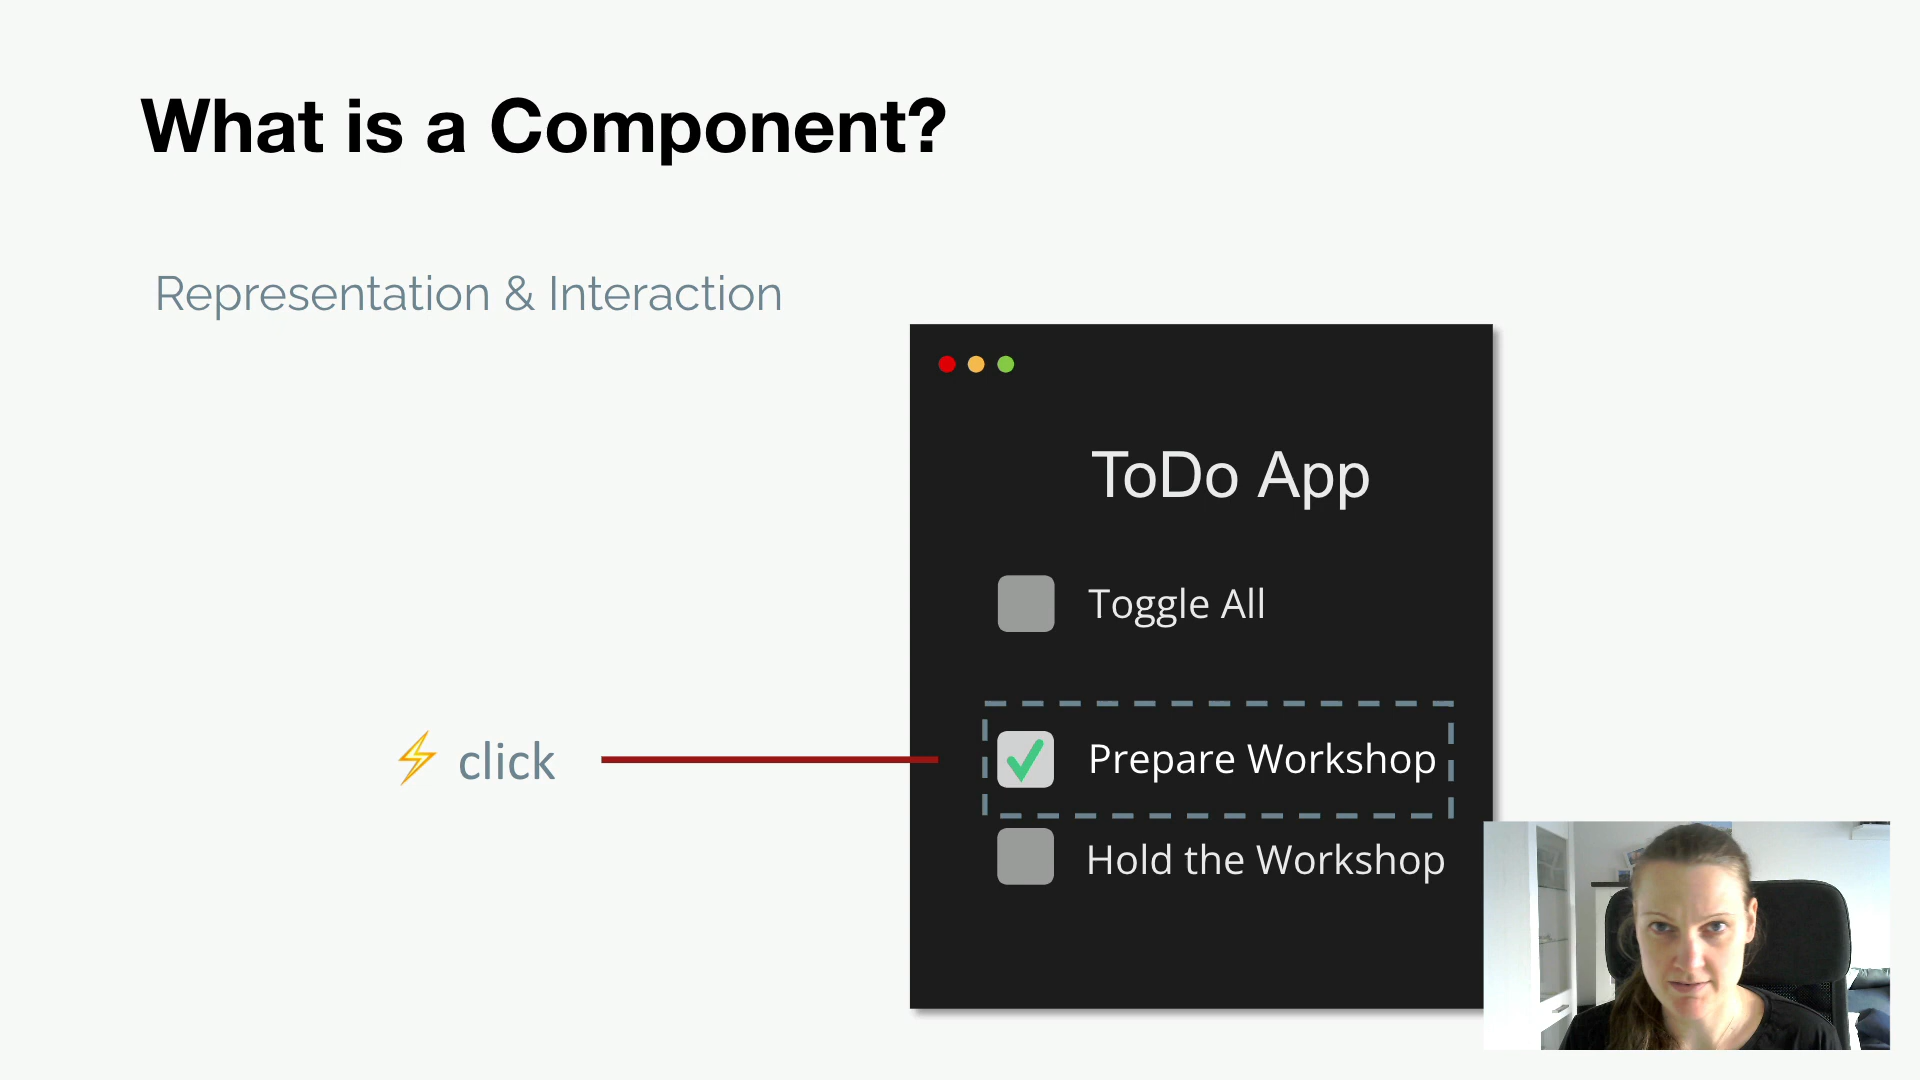 What is a Component?
Representation & Interaction
ToDo App
Toggle All
⚡ click
Prepare Workshop
Hold the Workshop